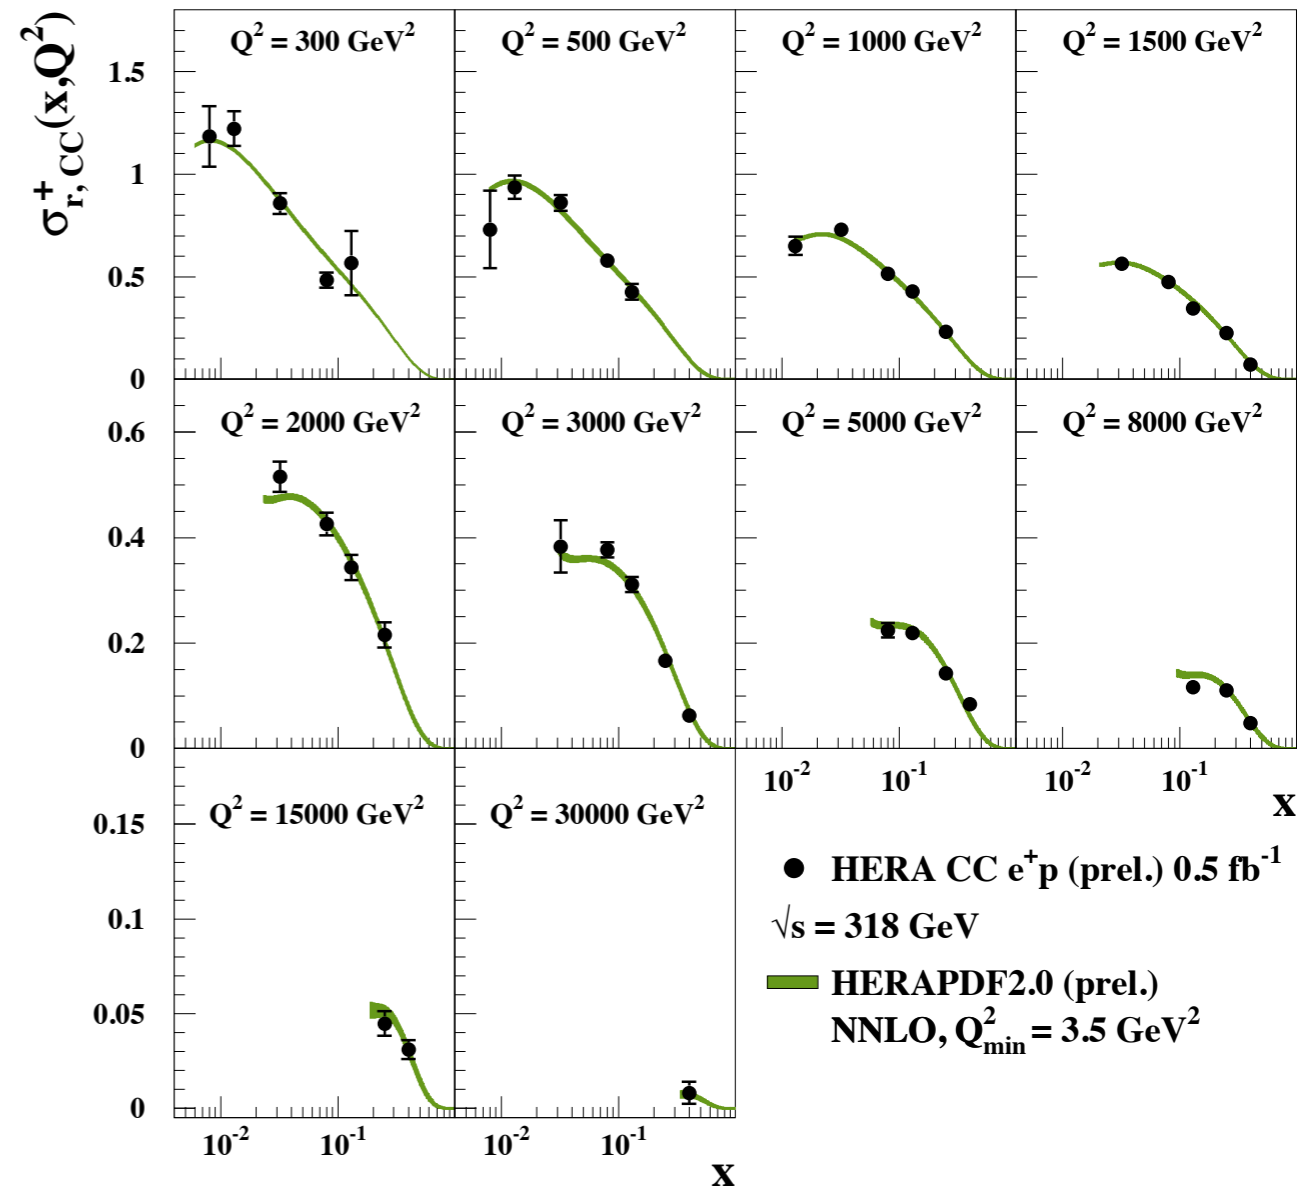 σ⁺r, CC(x,Q²)
Q² = 300 GeV²
Q² = 500 GeV²
Q² = 1000 GeV²
Q² = 1500 GeV²
1.5
1
0.5
0
Q² = 2000 GeV²
Q² = 3000 GeV²
Q² = 5000 GeV²
Q² = 8000 GeV²
0.6
0.4
0.2
0
10⁻² 10⁻¹ 10⁻² 10⁻¹
x
Q² = 15000 GeV²
Q² = 30000 GeV²
0.15
0.1
0.05
0
10⁻² 10⁻¹ 10⁻² 10⁻¹
x
HERA CC e⁺p (prel.) 0.5 fb⁻¹
√s = 318 GeV
HERAPDF2.0 (prel.)
NNLO, Q²min = 3.5 GeV²